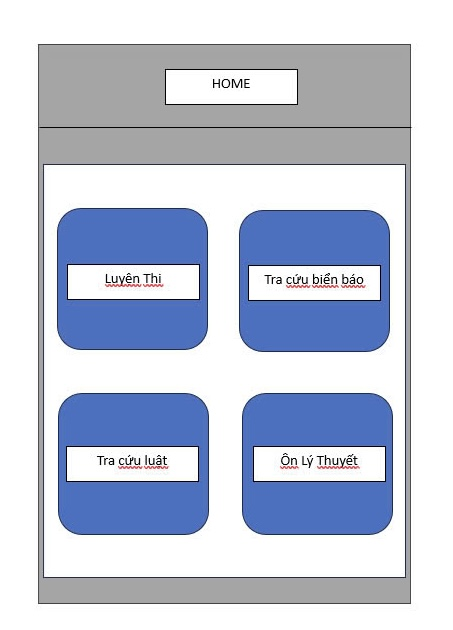 HOME
Luyện Thi
Tra cứu biển báo
Tra cứu luật
Ôn Lý Thuyết